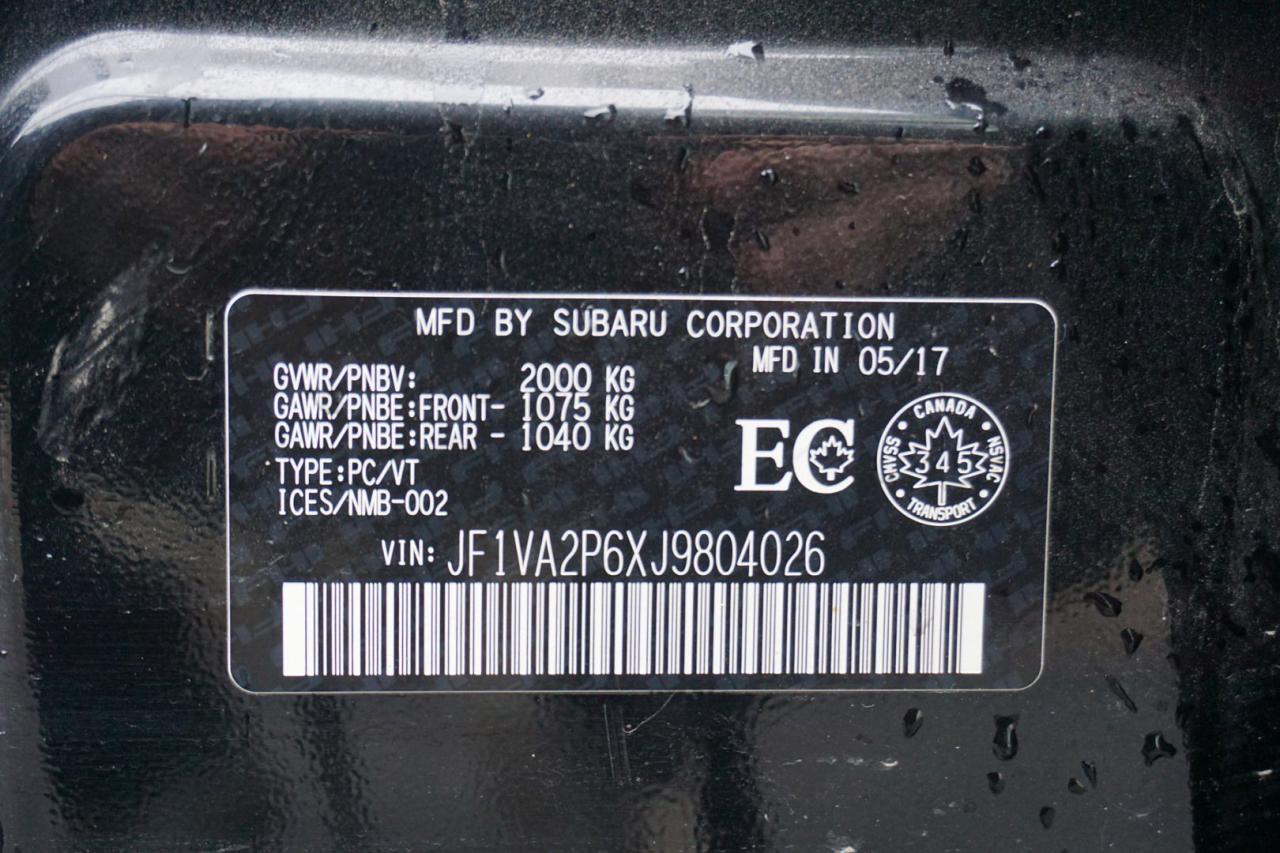 MFD BY SUBARU CORPORATION
MFD IN 05/17
GVWR/PNBV: 2000 KG
GAWR/PNBE:FRONT- 1075 KG
GAWR/PNBE:REAR - 1040 KG
TYPE:PC/VT
ICES/NMB-002
EC
CANADA
CMVSS
345
NSVAC
TRANSPORT
VIN: JF1VA2P6XJ9804026